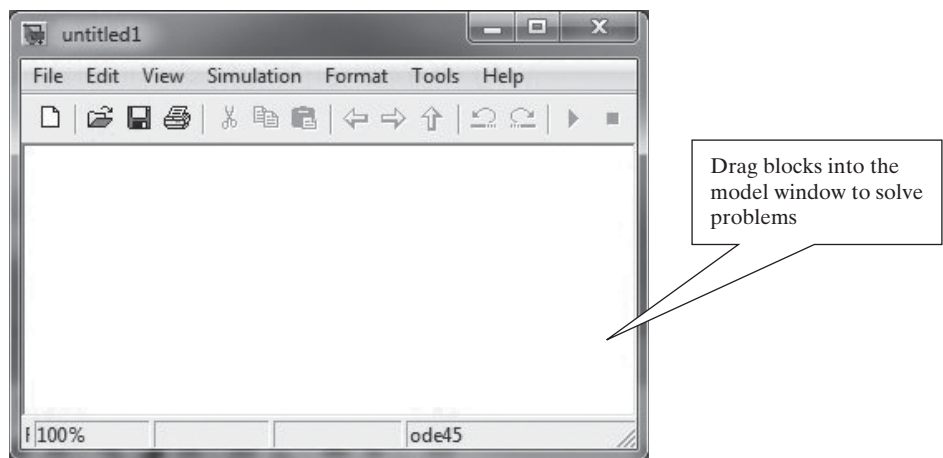 untitled1
File Edit View Simulation Format Tools Help
Drag blocks into the
model window to solve
problems
100%
ode45